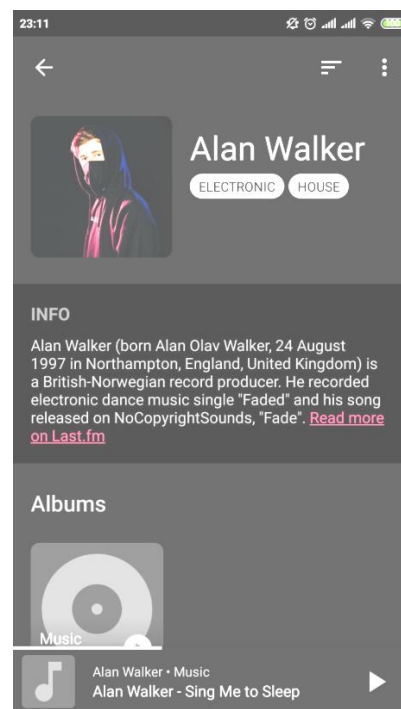 23:11
Alan Walker
ELECTRONIC HOUSE
INFO
Alan Walker (born Alan Olav Walker, 24 August
1997 in Northampton, England, United Kingdom) is
a British-Norwegian record producer. He recorded
electronic dance music single "Faded" and his song
released on NoCopyrightSounds, "Fade". Read more
on Last.fm
Albums
Music
Alan Walker • Music
Alan Walker - Sing Me to Sleep